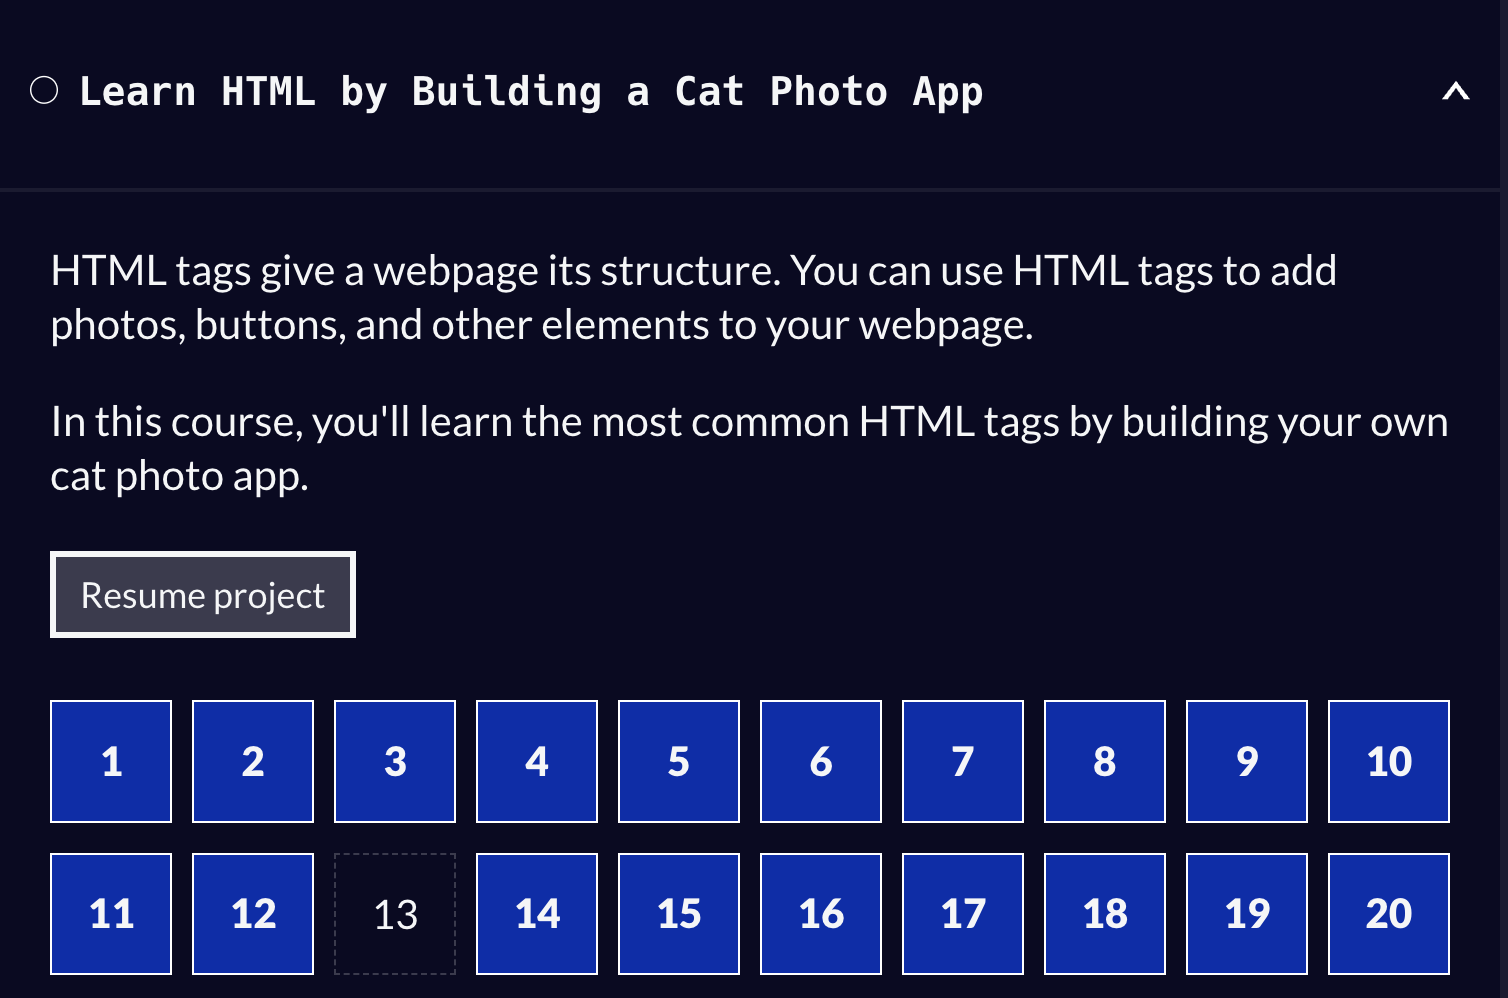 Learn HTML by Building a Cat Photo App
HTML tags give a webpage its structure. You can use HTML tags to add
photos, buttons, and other elements to your webpage.
In this course, you'll learn the most common HTML tags by building your own
cat photo app.
Resume project
1 2 3 4 5 6 7 8 9 10
11 12 13 14 15 16 17 18 19 20